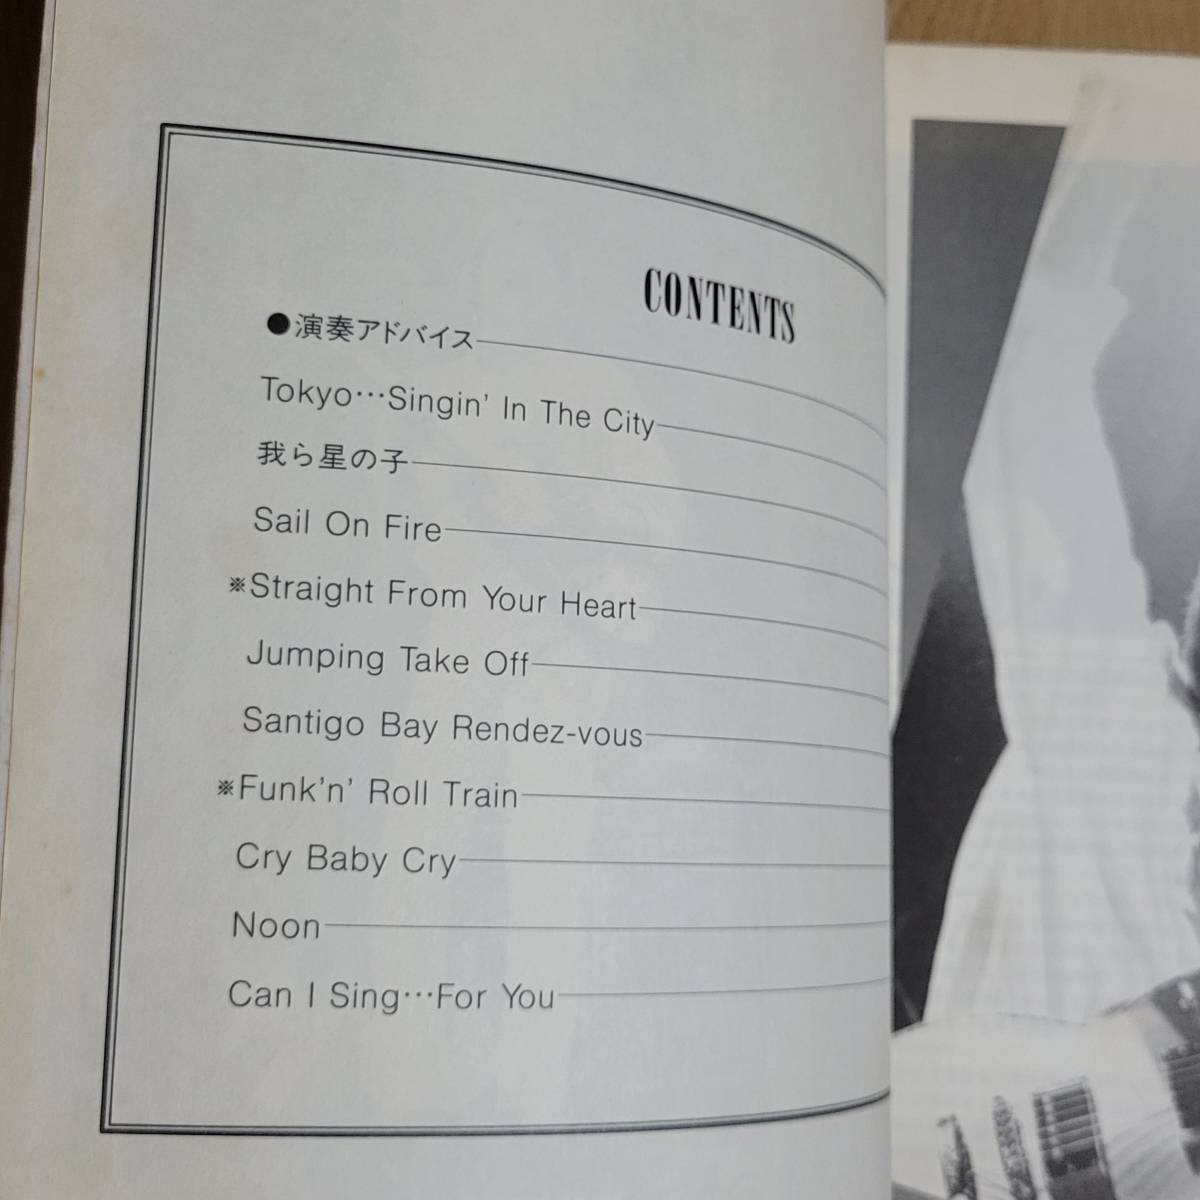 CONTENTS
●演奏アドバイス
Tokyo…Singin' In The City
我ら星の子
Sail On Fire
※Straight From Your Heart
Jumping Take Off
Santigo Bay Rendez-vous
※Funk'n' Roll Train
Cry Baby Cry
Noon
Can I Sing…For You